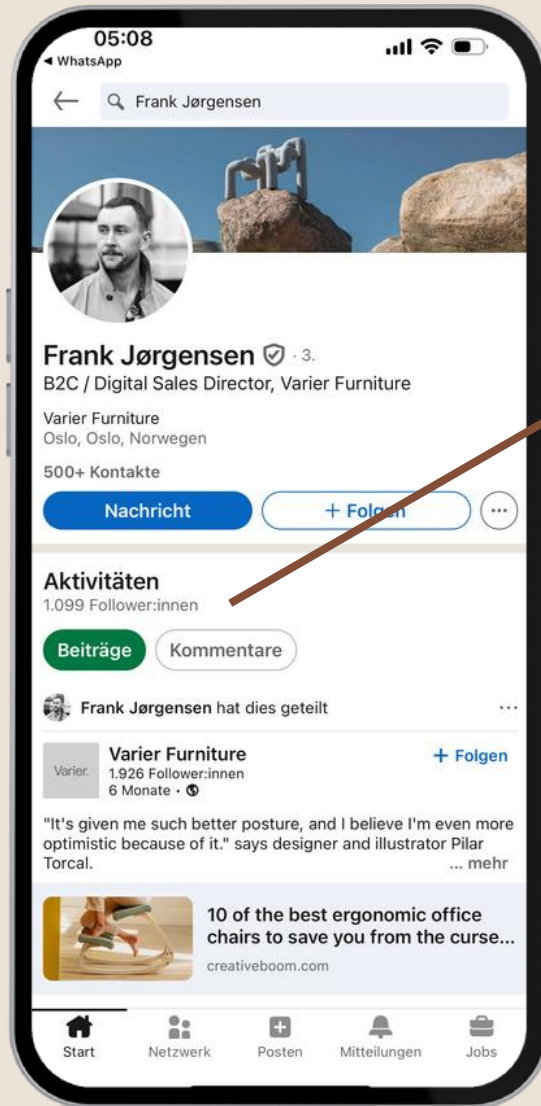 05:08
◀ WhatsApp
Frank Jørgensen
Frank Jørgensen · 3.
B2C / Digital Sales Director, Varier Furniture
Varier Furniture
Oslo, Oslo, Norwegen
500+ Kontakte
Nachricht
+ Folgen
Aktivitäten
1.099 Follower:innen
Beiträge
Kommentare
Frank Jørgensen hat dies geteilt
Varier.
Varier Furniture
+ Folgen
1.926 Follower:innen
6 Monate •
"It's given me such better posture, and I believe I'm even more
optimistic because of it." says designer and illustrator Pilar
Torcal.
... mehr
10 of the best ergonomic office
chairs to save you from the curse...
creativeboom.com
Start
Netzwerk
Posten
Mitteilungen
Jobs